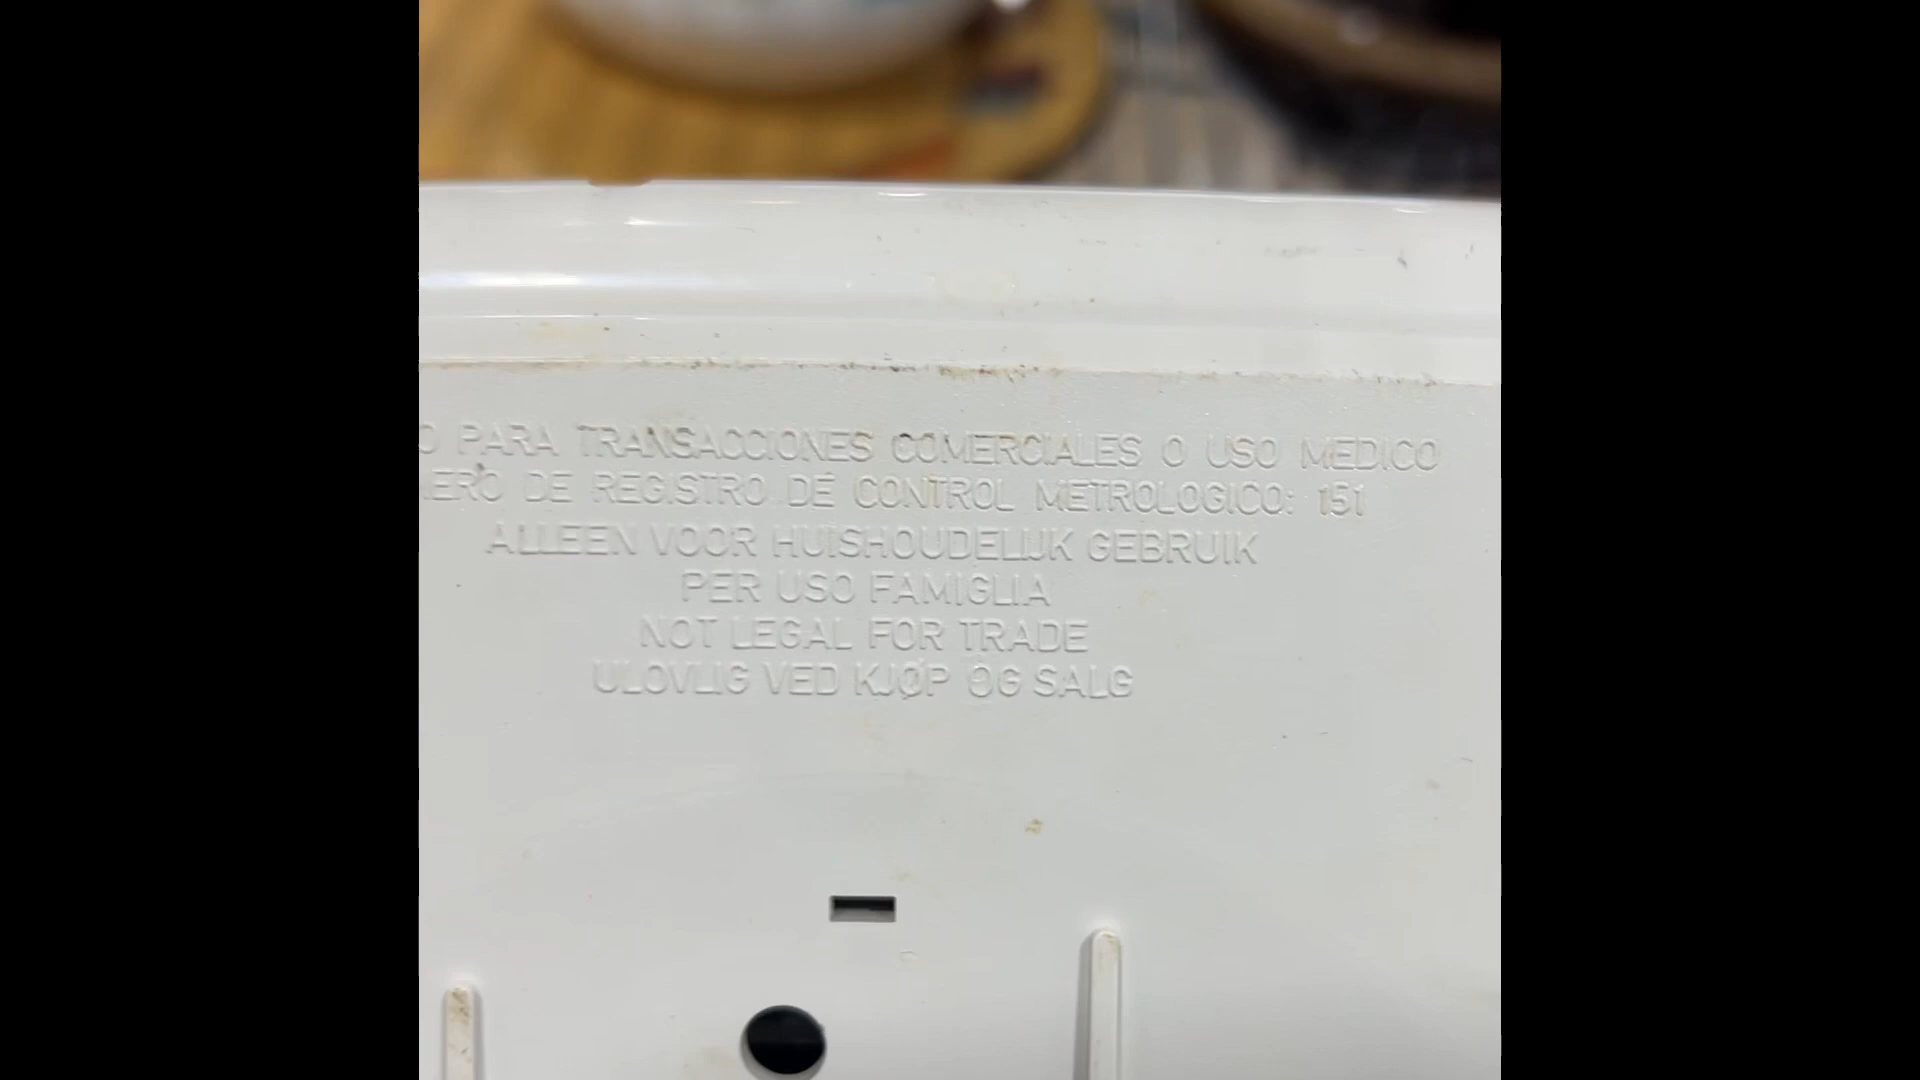 O PARA TRANSACCIONES COMERCIALES O USO MEDICO
ERO DE REGISTRO DE CONTROL METROLOGICO: 151
ALLEEN VOOR HUISHOUDELIJK GEBRUIK
PER USO FAMIGLIA
NOT LEGAL FOR TRADE
ULOVLIG VED KJØP OG SALG